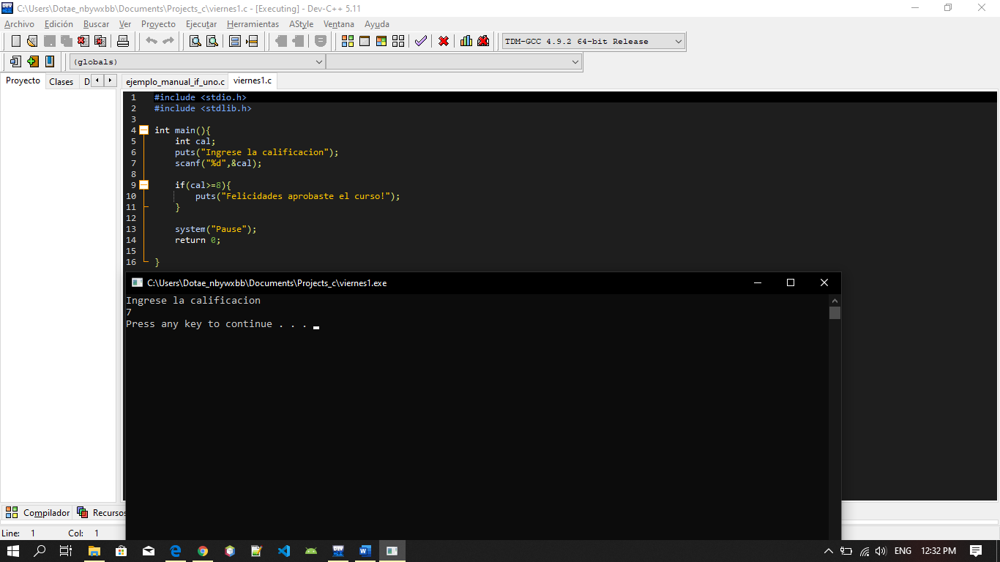 C:\Users\Dotae_nbywxbb\Documents\Projects_c\viernes1.c - [Executing] - Dev-C++ 5.11
Archivo Edición Buscar Ver Proyecto Ejecutar Herramientas AStyle Ventana Ayuda
TDM-GCC 4.9.2 64-bit Release
(globals)
Proyecto Clases D ejemplo_manual_if_uno.c viernes1.c
1 #include <stdio.h>
2 #include <stdlib.h>
3
4 int main(){
5 int cal;
6 puts("Ingrese la calificacion");
7 scanf("%d",&cal);
8
9 if(cal>=8){
10 puts("Felicidades aprobaste el curso!");
11 }
12
13 system("Pause");
14 return 0;
15
16 }
C:\Users\Dotae_nbywxbb\Documents\Projects_c\viernes1.exe
Ingrese la calificacion
7
Press any key to continue . . .
Compilador Recursos
Line: 1 Col: 1
ENG 12:32 PM